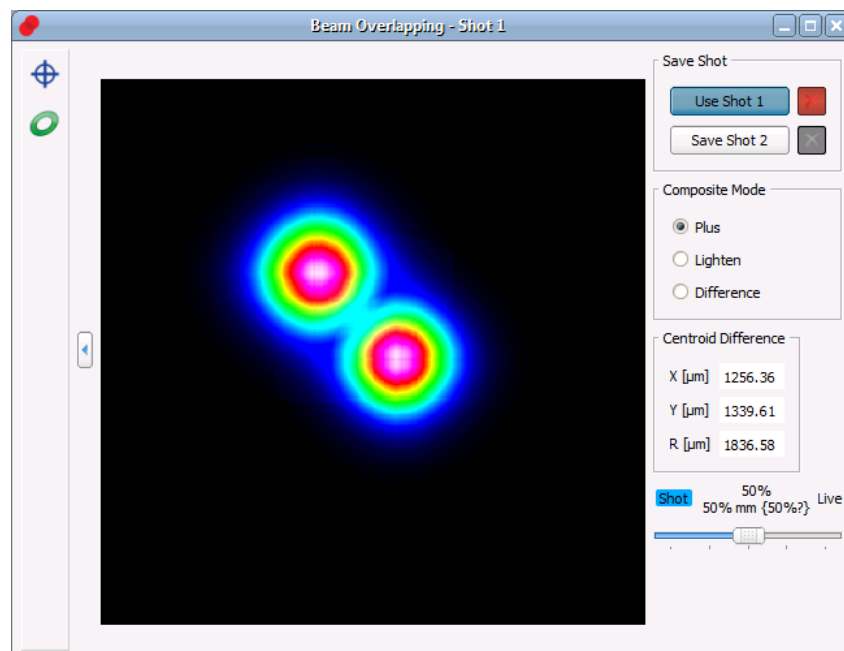 Beam Overlapping - Shot 1
Save Shot
Use Shot 1
Save Shot 2
Composite Mode
Plus
Lighten
Difference
Centroid Difference
X [µm] 1256.36
Y [µm] 1339.61
R [µm] 1836.58
50%
Shot 50% mm {50%?} Live